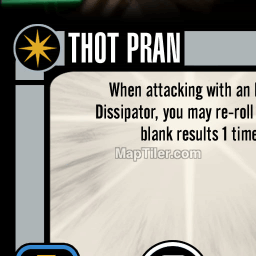 THOT PRAN
When attacking with an
Dissipator, you may re-roll
blank results 1 time
MapTiler.com